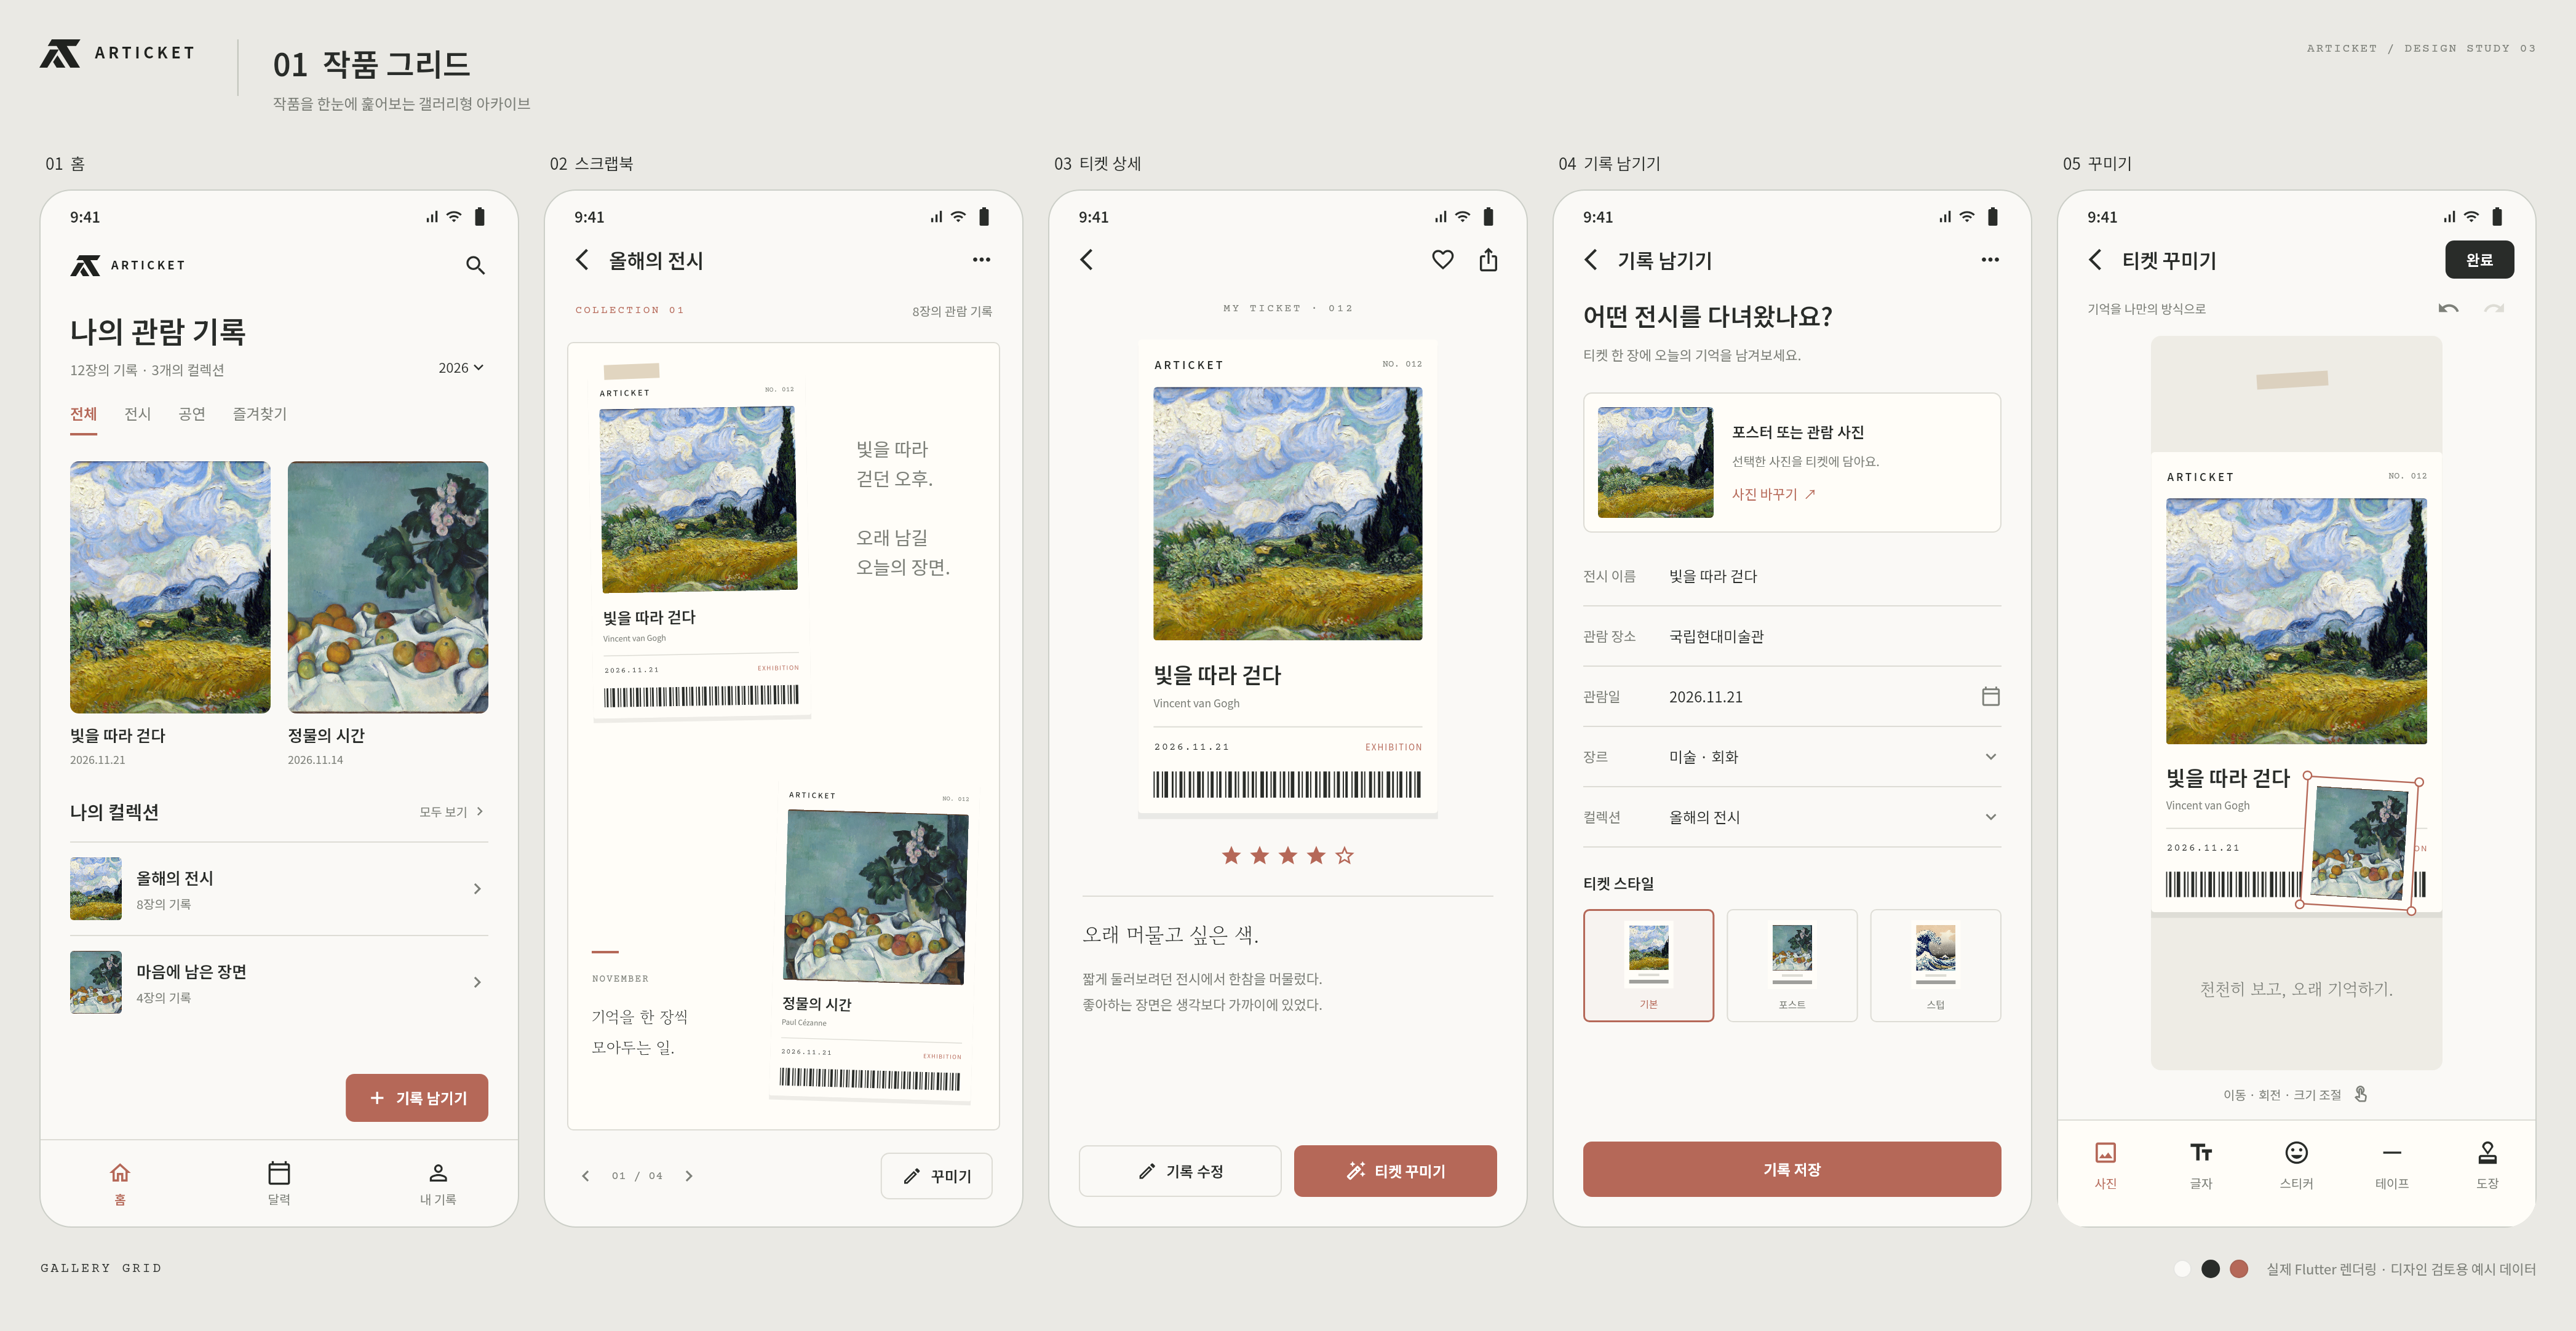 ARTICKET
01 작품 그리드
작품을 한눈에 훑어보는 갤러리형 아카이브
ARTICKET / DESIGN STUDY 03
01 홈
9:41
ARTICKET
나의 관람 기록
12장의 기록 · 3개의 컬렉션
2026
전체 전시 공연 즐겨찾기
빛을 따라 걷다
2026.11.21
정물의 시간
2026.11.14
나의 컬렉션
모두 보기
올해의 전시
8장의 기록
마음에 남은 장면
4장의 기록
+ 기록 남기기
홈 달력 내 기록
02 스크랩북
9:41
올해의 전시
COLLECTION 01
8장의 관람 기록
ARTICKET
NO. 012
빛을 따라 걷다
Vincent van Gogh
2026.11.21
EXHIBITION
빛을 따라
걷던 오후.
오래 남길
오늘의 장면.
ARTICKET
NO. 012
정물의 시간
Paul Cézanne
2026.11.21
EXHIBITION
NOVEMBER
기억을 한 장씩
모아두는 일.
01 / 04
꾸미기
03 티켓 상세
9:41
MY TICKET · 012
ARTICKET
NO. 012
빛을 따라 걷다
Vincent van Gogh
2026.11.21
EXHIBITION
오래 머물고 싶은 색.
짧게 둘러보려던 전시에서 한참을 머물렀다.
좋아하는 장면은 생각보다 가까이에 있었다.
기록 수정
티켓 꾸미기
04 기록 남기기
9:41
기록 남기기
어떤 전시를 다녀왔나요?
티켓 한 장에 오늘의 기억을 남겨보세요.
포스터 또는 관람 사진
선택한 사진을 티켓에 담아요.
사진 바꾸기 ↗
전시 이름 빛을 따라 걷다
관람 장소 국립현대미술관
관람일 2026.11.21
장르 미술 · 회화
컬렉션 올해의 전시
티켓 스타일
기본 포스트 스텁
기록 저장
05 꾸미기
9:41
티켓 꾸미기
완료
기억을 나만의 방식으로
ARTICKET
NO. 012
빛을 따라 걷다
Vincent van Gogh
2026.11.21
ON
천천히 보고, 오래 기억하기.
이동 · 회전 · 크기 조절
사진 글자 스티커 테이프 도장
GALLERY GRID
실제 Flutter 렌더링 · 디자인 검토용 예시 데이터